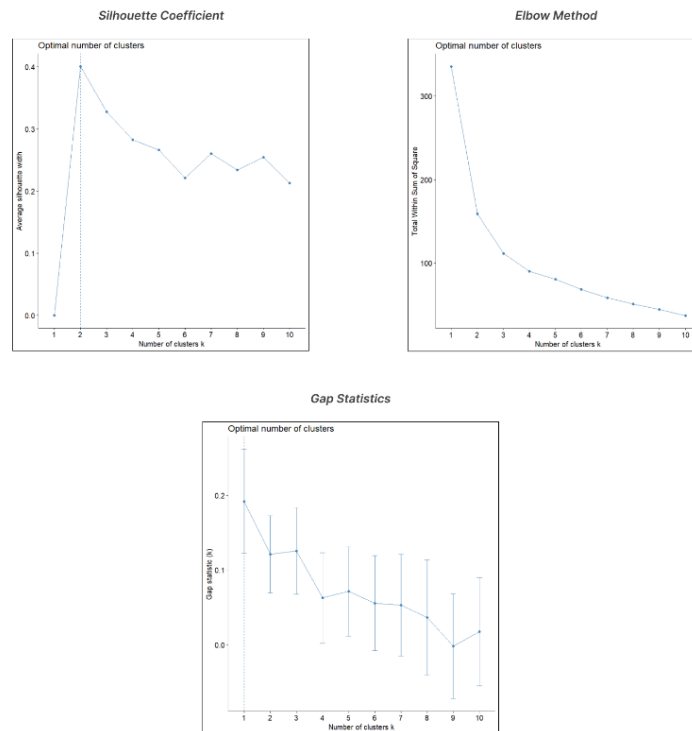 Silhouette Coefficient
Optimal number of clusters
0.4
0.3
0.2
0.1
0.0
Average silhouette width
1 2 3 4 5 6 7 8 9 10
Number of clusters k
Elbow Method
Optimal number of clusters
300
200
100
Total Within Sum of Square
1 2 3 4 5 6 7 8 9 10
Number of clusters k
Gap Statistics
Optimal number of clusters
0.2
0.1
0.0
Gap statistic (k)
1 2 3 4 5 6 7 8 9 10
Number of clusters k